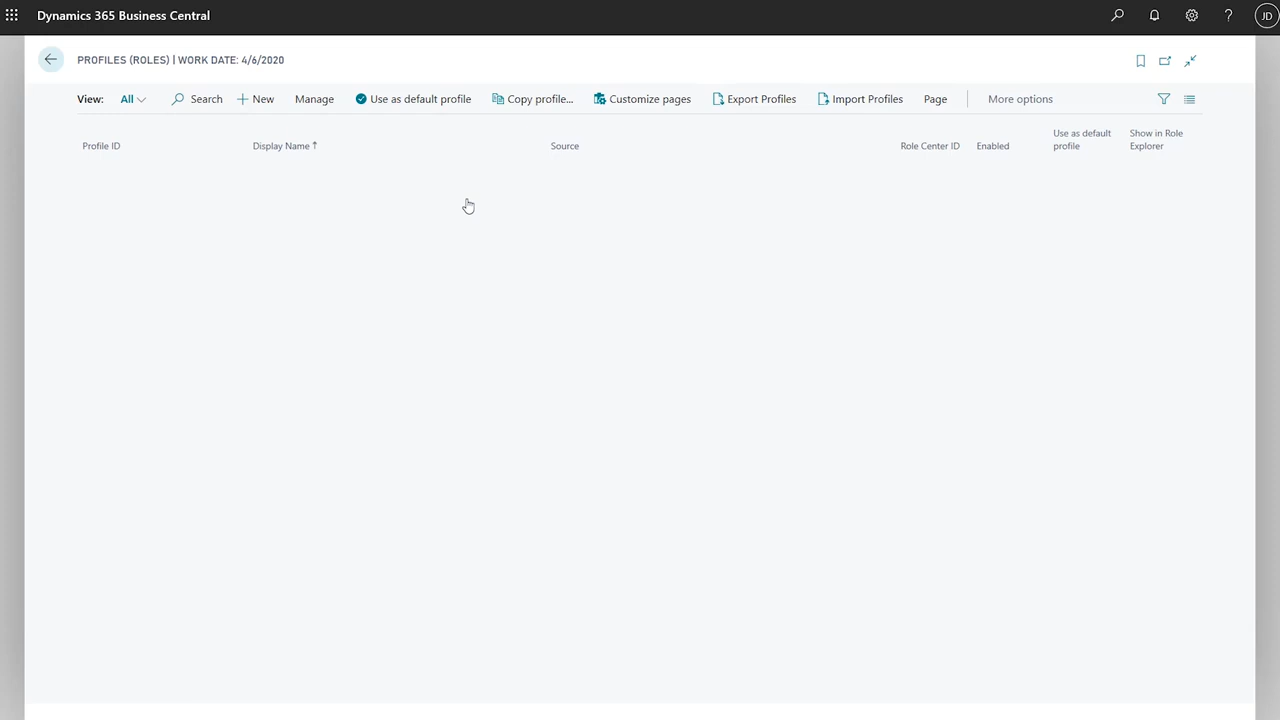 Dynamics 365 Business Central
?
JD
PROFILES (ROLES) | WORK DATE: 4/6/2020
View: All Search New Manage Use as default profile Copy profile... Customize pages Export Profiles Import Profiles Page More options
Profile ID Display Name ↑ Source Role Center ID Enabled Use as default profile Show in Role Explorer